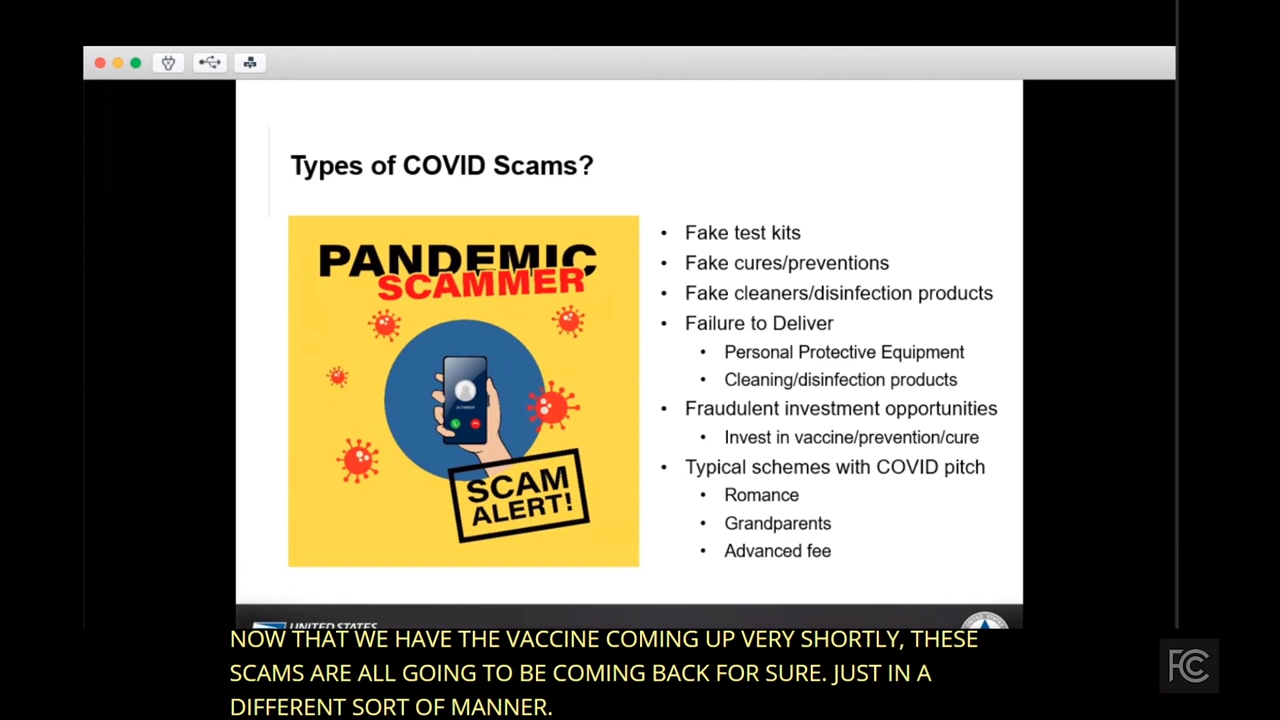 Types of COVID Scams?
PANDEMIC
SCAMMER
SCAM
ALERT!
• Fake test kits
• Fake cures/preventions
• Fake cleaners/disinfection products
• Failure to Deliver
• Personal Protective Equipment
• Cleaning/disinfection products
• Fraudulent investment opportunities
• Invest in vaccine/prevention/cure
• Typical schemes with COVID pitch
• Romance
• Grandparents
• Advanced fee
UNITED STATES
NOW THAT WE HAVE THE VACCINE COMING UP VERY SHORTLY, THESE
SCAMS ARE ALL GOING TO BE COMING BACK FOR SURE. JUST IN A
DIFFERENT SORT OF MANNER.
FCC